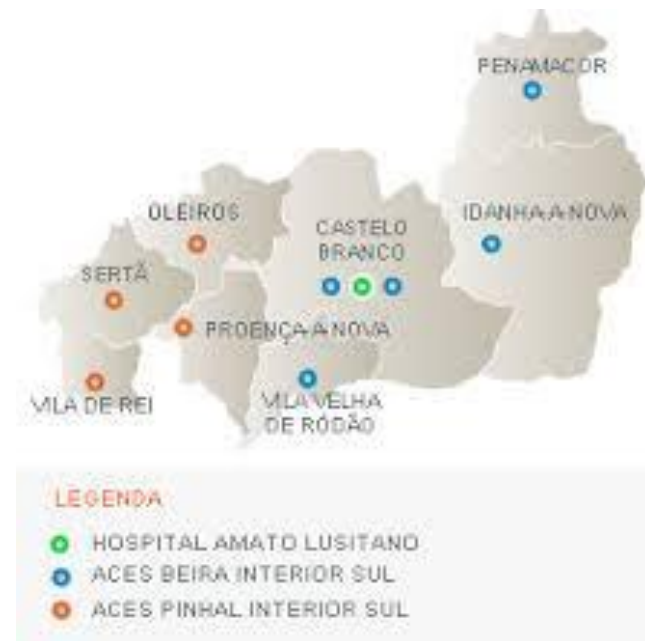 PENAMACOR
OLEIROS
IDANHA-A-NOVA
CASTELO
BRANCO
SERTÃ
PROENÇA-A-NOVA
VILA DE REI
VILA VELHA
DE RÓDÃO
LEGENDA
HOSPITAL AMATO LUSITANO
ACES BEIRA INTERIOR SUL
ACES PINHAL INTERIOR SUL